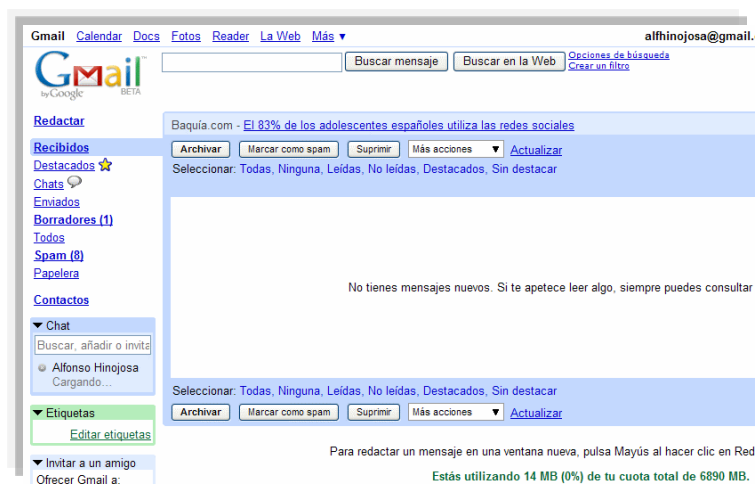 Gmail Calendar Docs Fotos Reader La Web Más ▼ alfhinojosa@gmail.
Gmail
by Google BETA
Buscar mensaje Buscar en la Web Opciones de búsqueda
Crear un filtro
Redactar
Baquía.com - El 83% de los adolescentes españoles utiliza las redes sociales
Recibidos
Archivar Marcar como spam Suprimir Más acciones ▼ Actualizar
Destacados
Seleccionar: Todas, Ninguna, Leídas, No leídas, Destacados, Sin destacar
Chats
Enviados
Borradores (1)
Todos
Spam (8)
Papelera
No tienes mensajes nuevos. Si te apetece leer algo, siempre puedes consultar
Contactos
▼ Chat
Buscar, añadir o invita
Alfonso Hinojosa
Cargando...
Seleccionar: Todas, Ninguna, Leídas, No leídas, Destacados, Sin destacar
▼ Etiquetas
Archivar Marcar como spam Suprimir Más acciones ▼ Actualizar
Editar etiquetas
Para redactar un mensaje en una ventana nueva, pulsa Mayús al hacer clic en Red
▼ Invitar a un amigo
Ofrecer Gmail a:
Estás utilizando 14 MB (0%) de tu cuota total de 6890 MB.